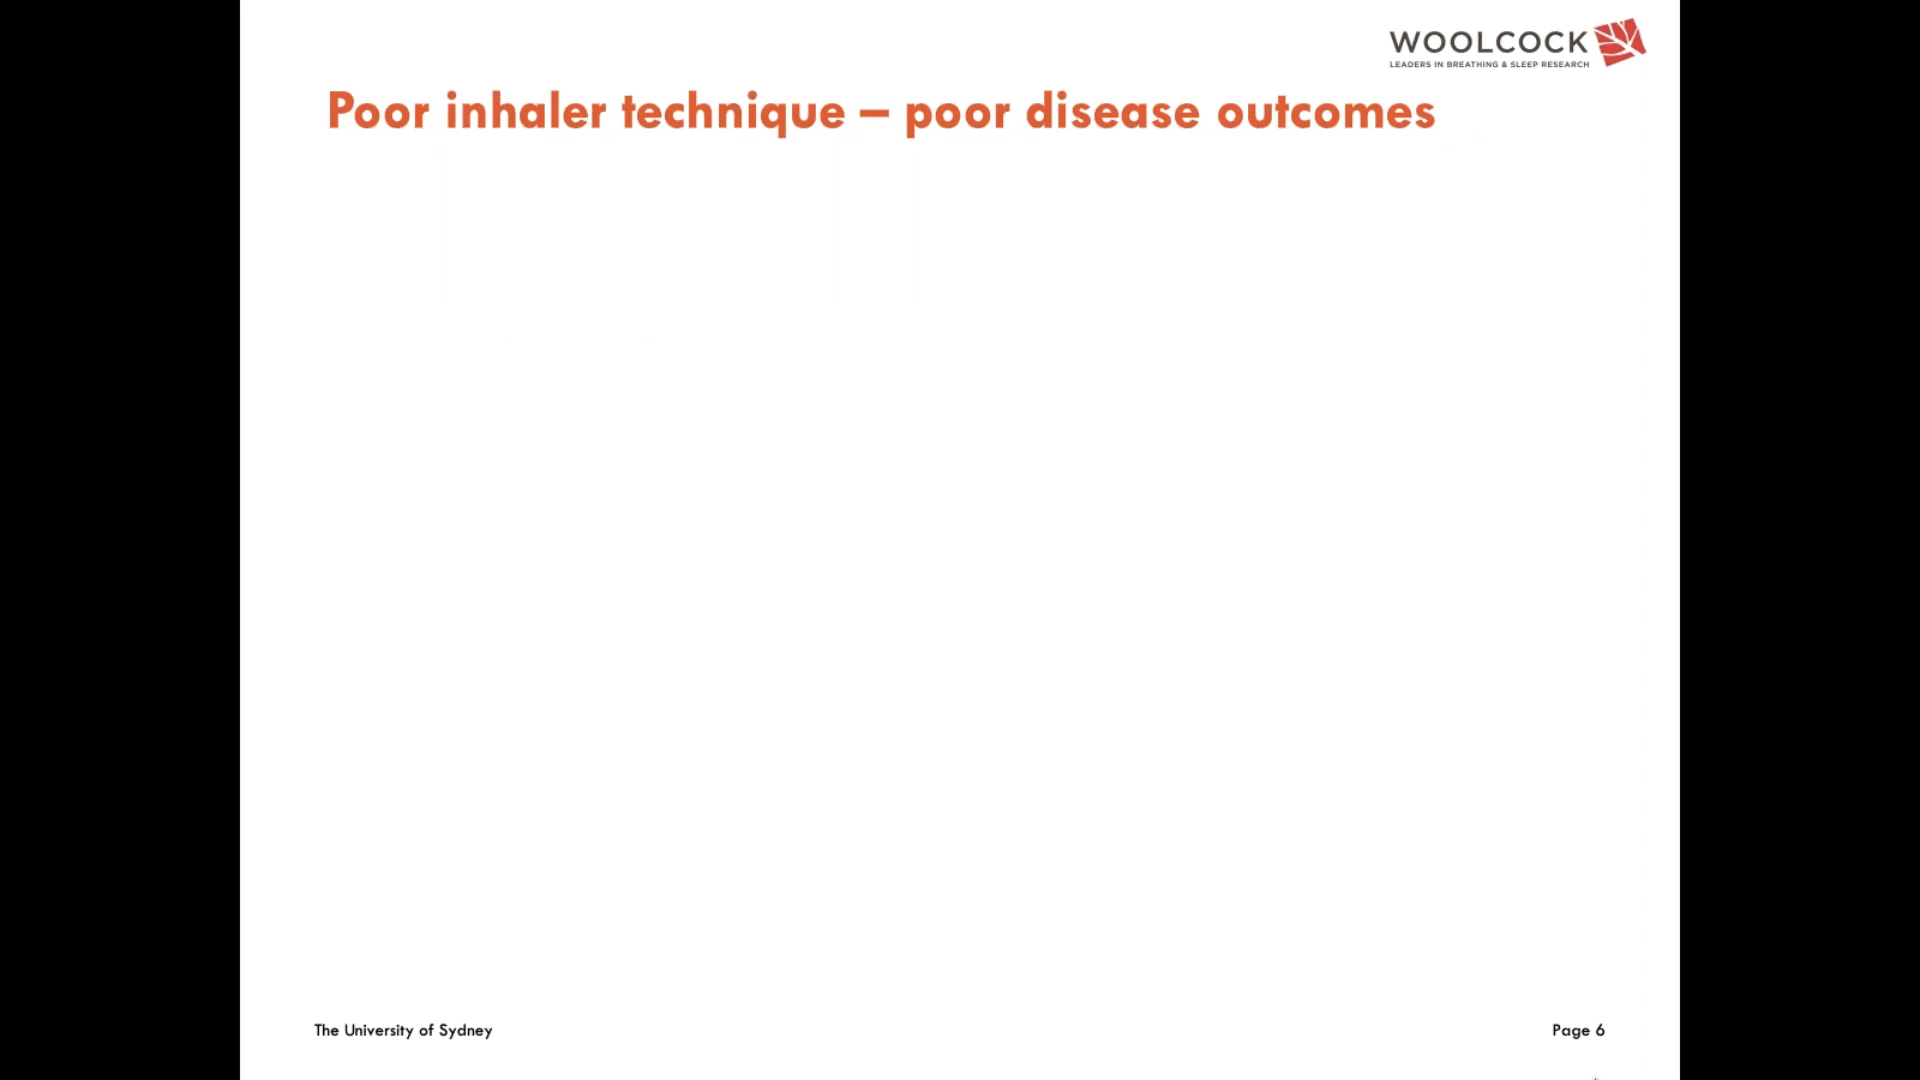 WOOLCOCK
LEADERS IN BREATHING & SLEEP RESEARCH
Poor inhaler technique – poor disease outcomes
The University of Sydney
Page 6